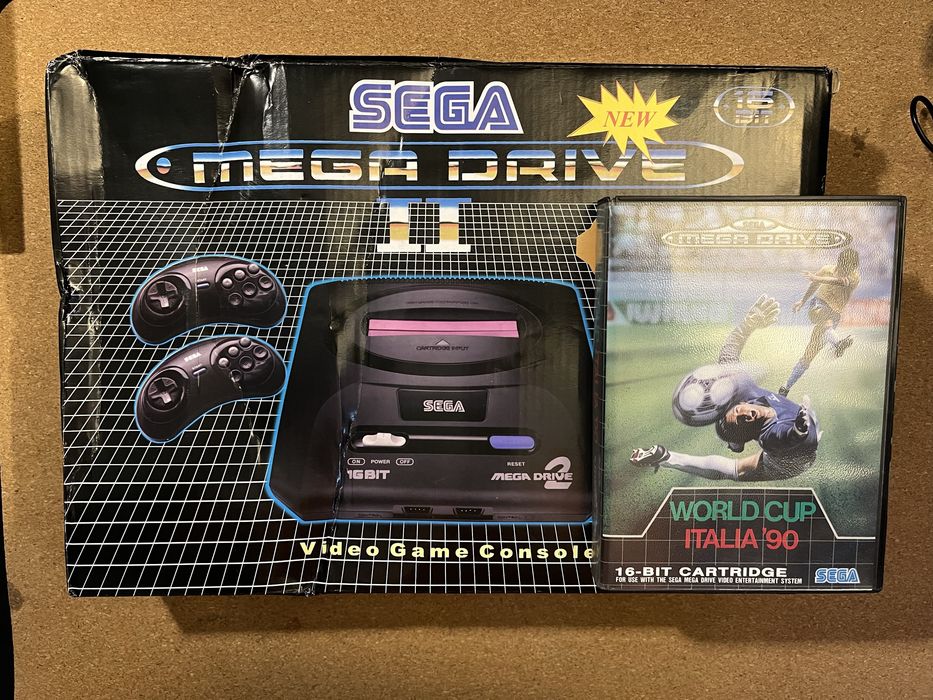 SEGA
NEW
16 BIT
MEGA DRIVE
II
SEGA
SEGA
CARTRIDGE INPUT
SEGA
ON POWER OFF
RESET
16BIT
MEGA DRIVE 2
Video Game Console
SEGA
MEGA DRIVE
WORLD CUP
ITALIA '90
16-BIT CARTRIDGE
FOR USE WITH THE SEGA MEGA DRIVE VIDEO ENTERTAINMENT SYSTEM
SEGA